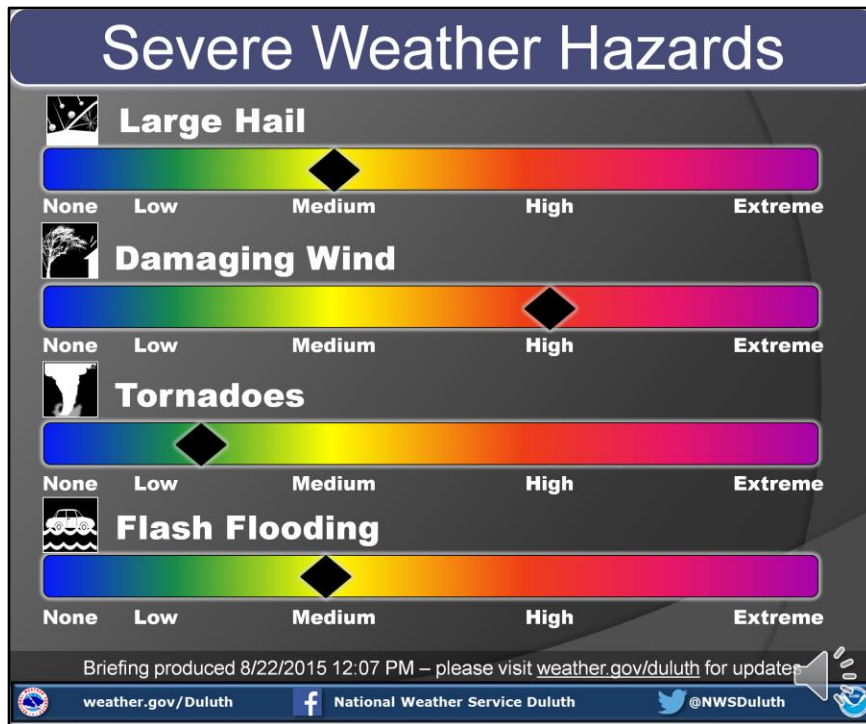 Severe Weather Hazards
Large Hail
None Low Medium High Extreme
Damaging Wind
None Low Medium High Extreme
Tornadoes
None Low Medium High Extreme
Flash Flooding
None Low Medium High Extreme
Briefing produced 8/22/2015 12:07 PM – please visit weather.gov/duluth for updates
weather.gov/Duluth National Weather Service Duluth @NWSDuluth